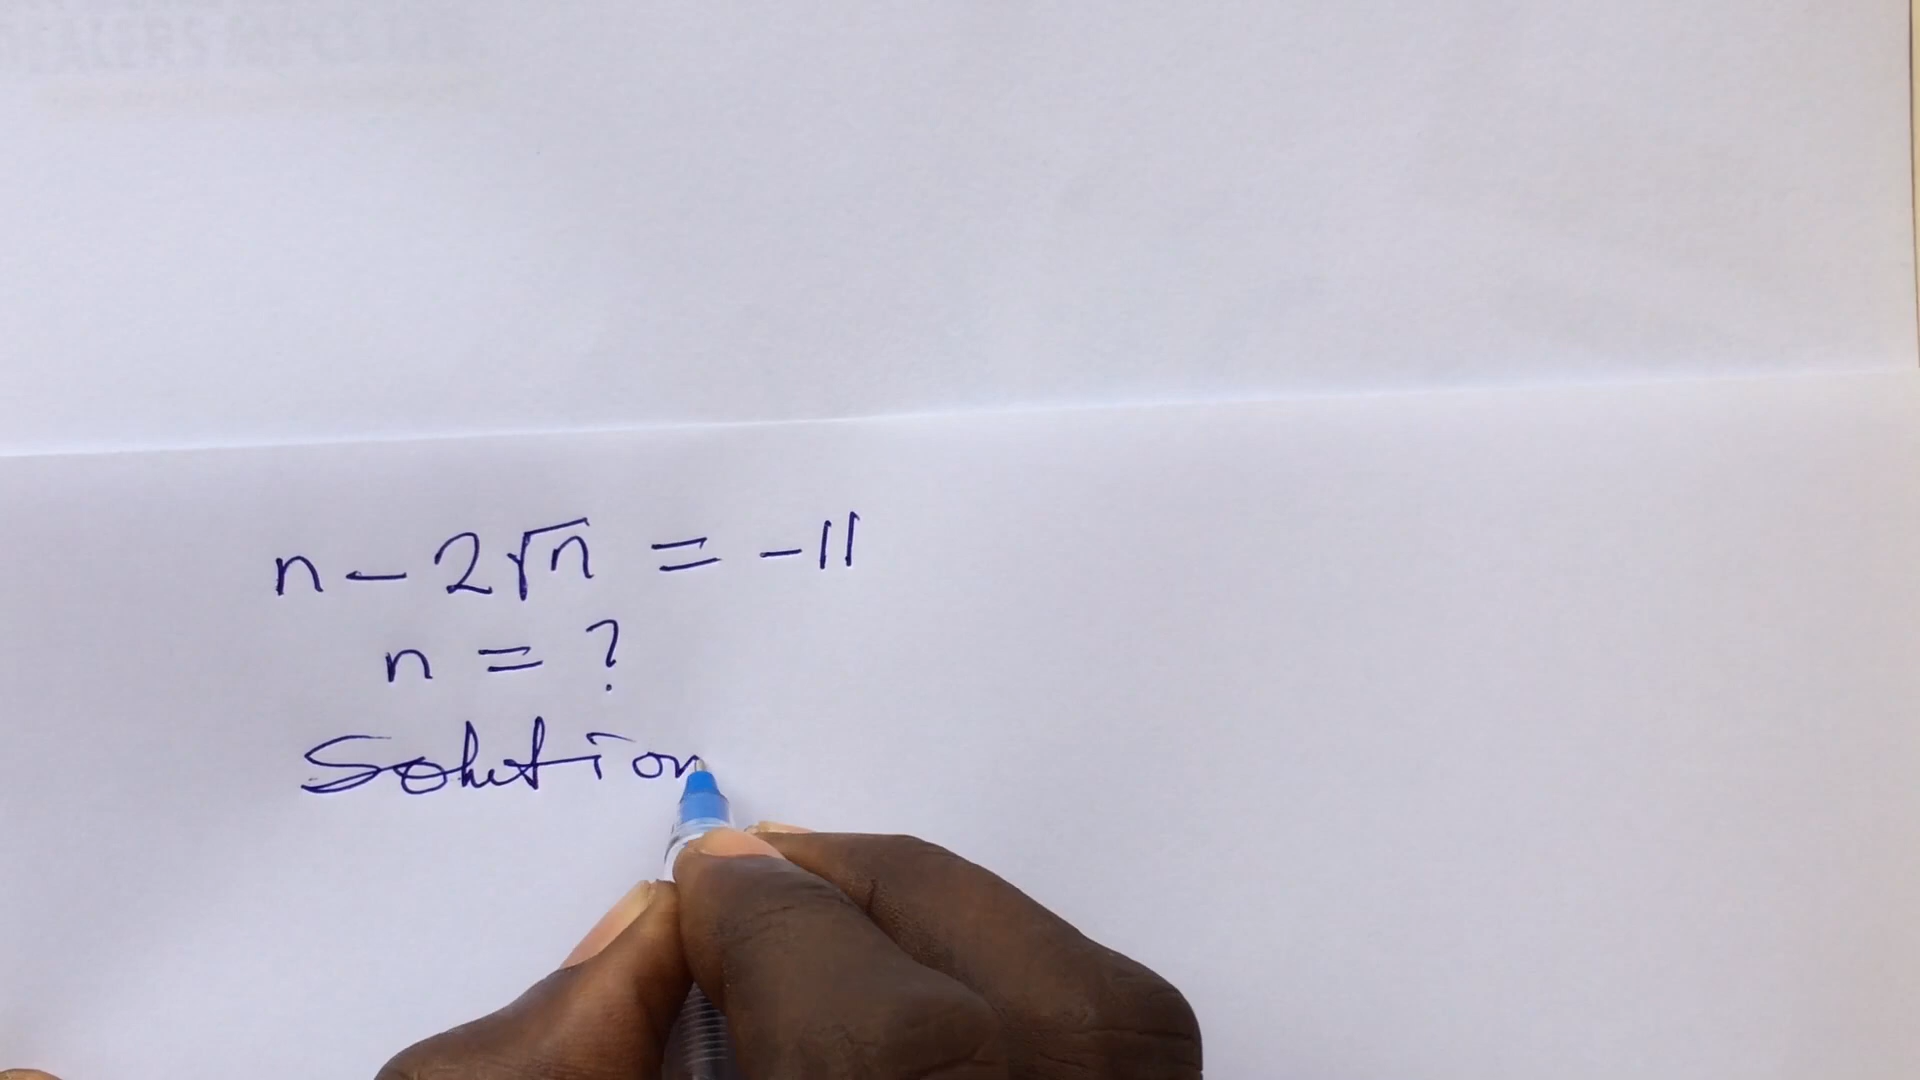 n - 2√n = -11
n = ?
Solution